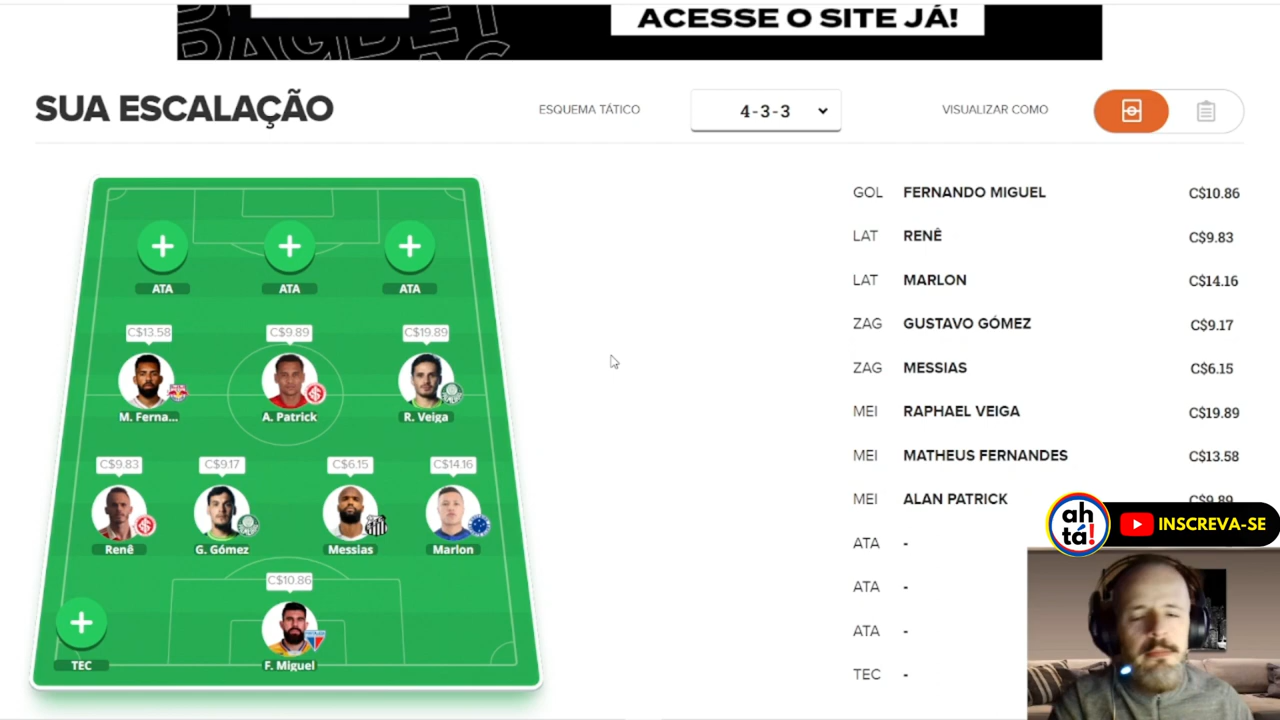 ACESSE O SITE JÁ!
SUA ESCALAÇÃO
ESQUEMA TÁTICO
4-3-3
VISUALIZAR COMO
ATA
ATA
ATA
C$13.58
C$9.89
C$19.89
M. Ferna...
A. Patrick
R. Veiga
C$9.83
C$9.17
C$6.15
C$14.16
Renê
G. Gómez
Messias
Marlon
C$10.86
F. Miguel
TEC
GOL FERNANDO MIGUEL C$10.86
LAT RENÊ C$9.83
LAT MARLON C$14.16
ZAG GUSTAVO GÓMEZ C$9.17
ZAG MESSIAS C$6.15
MEI RAPHAEL VEIGA C$19.89
MEI MATHEUS FERNANDES C$13.58
MEI ALAN PATRICK C$9.89
ATA -
ATA -
ATA -
TEC -
ah
tá!
INSCREVA-SE